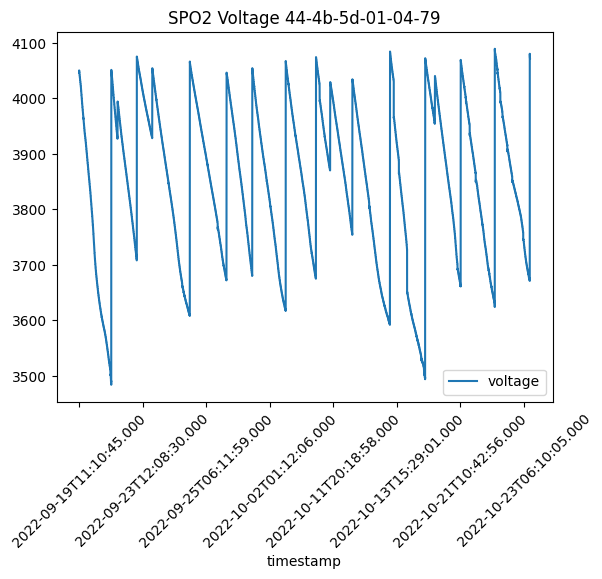 SPO2 Voltage 44-4b-5d-01-04-79
4100
4000
3900
3800
3700
3600
3500
voltage
2022-09-19T11:10:45.000
2022-09-23T12:08:30.000
2022-09-25T06:11:59.000
2022-10-02T01:12:06.000
2022-10-11T20:18:58.000
2022-10-13T15:29:01.000
2022-10-21T10:42:56.000
2022-10-23T06:10:05.000
timestamp